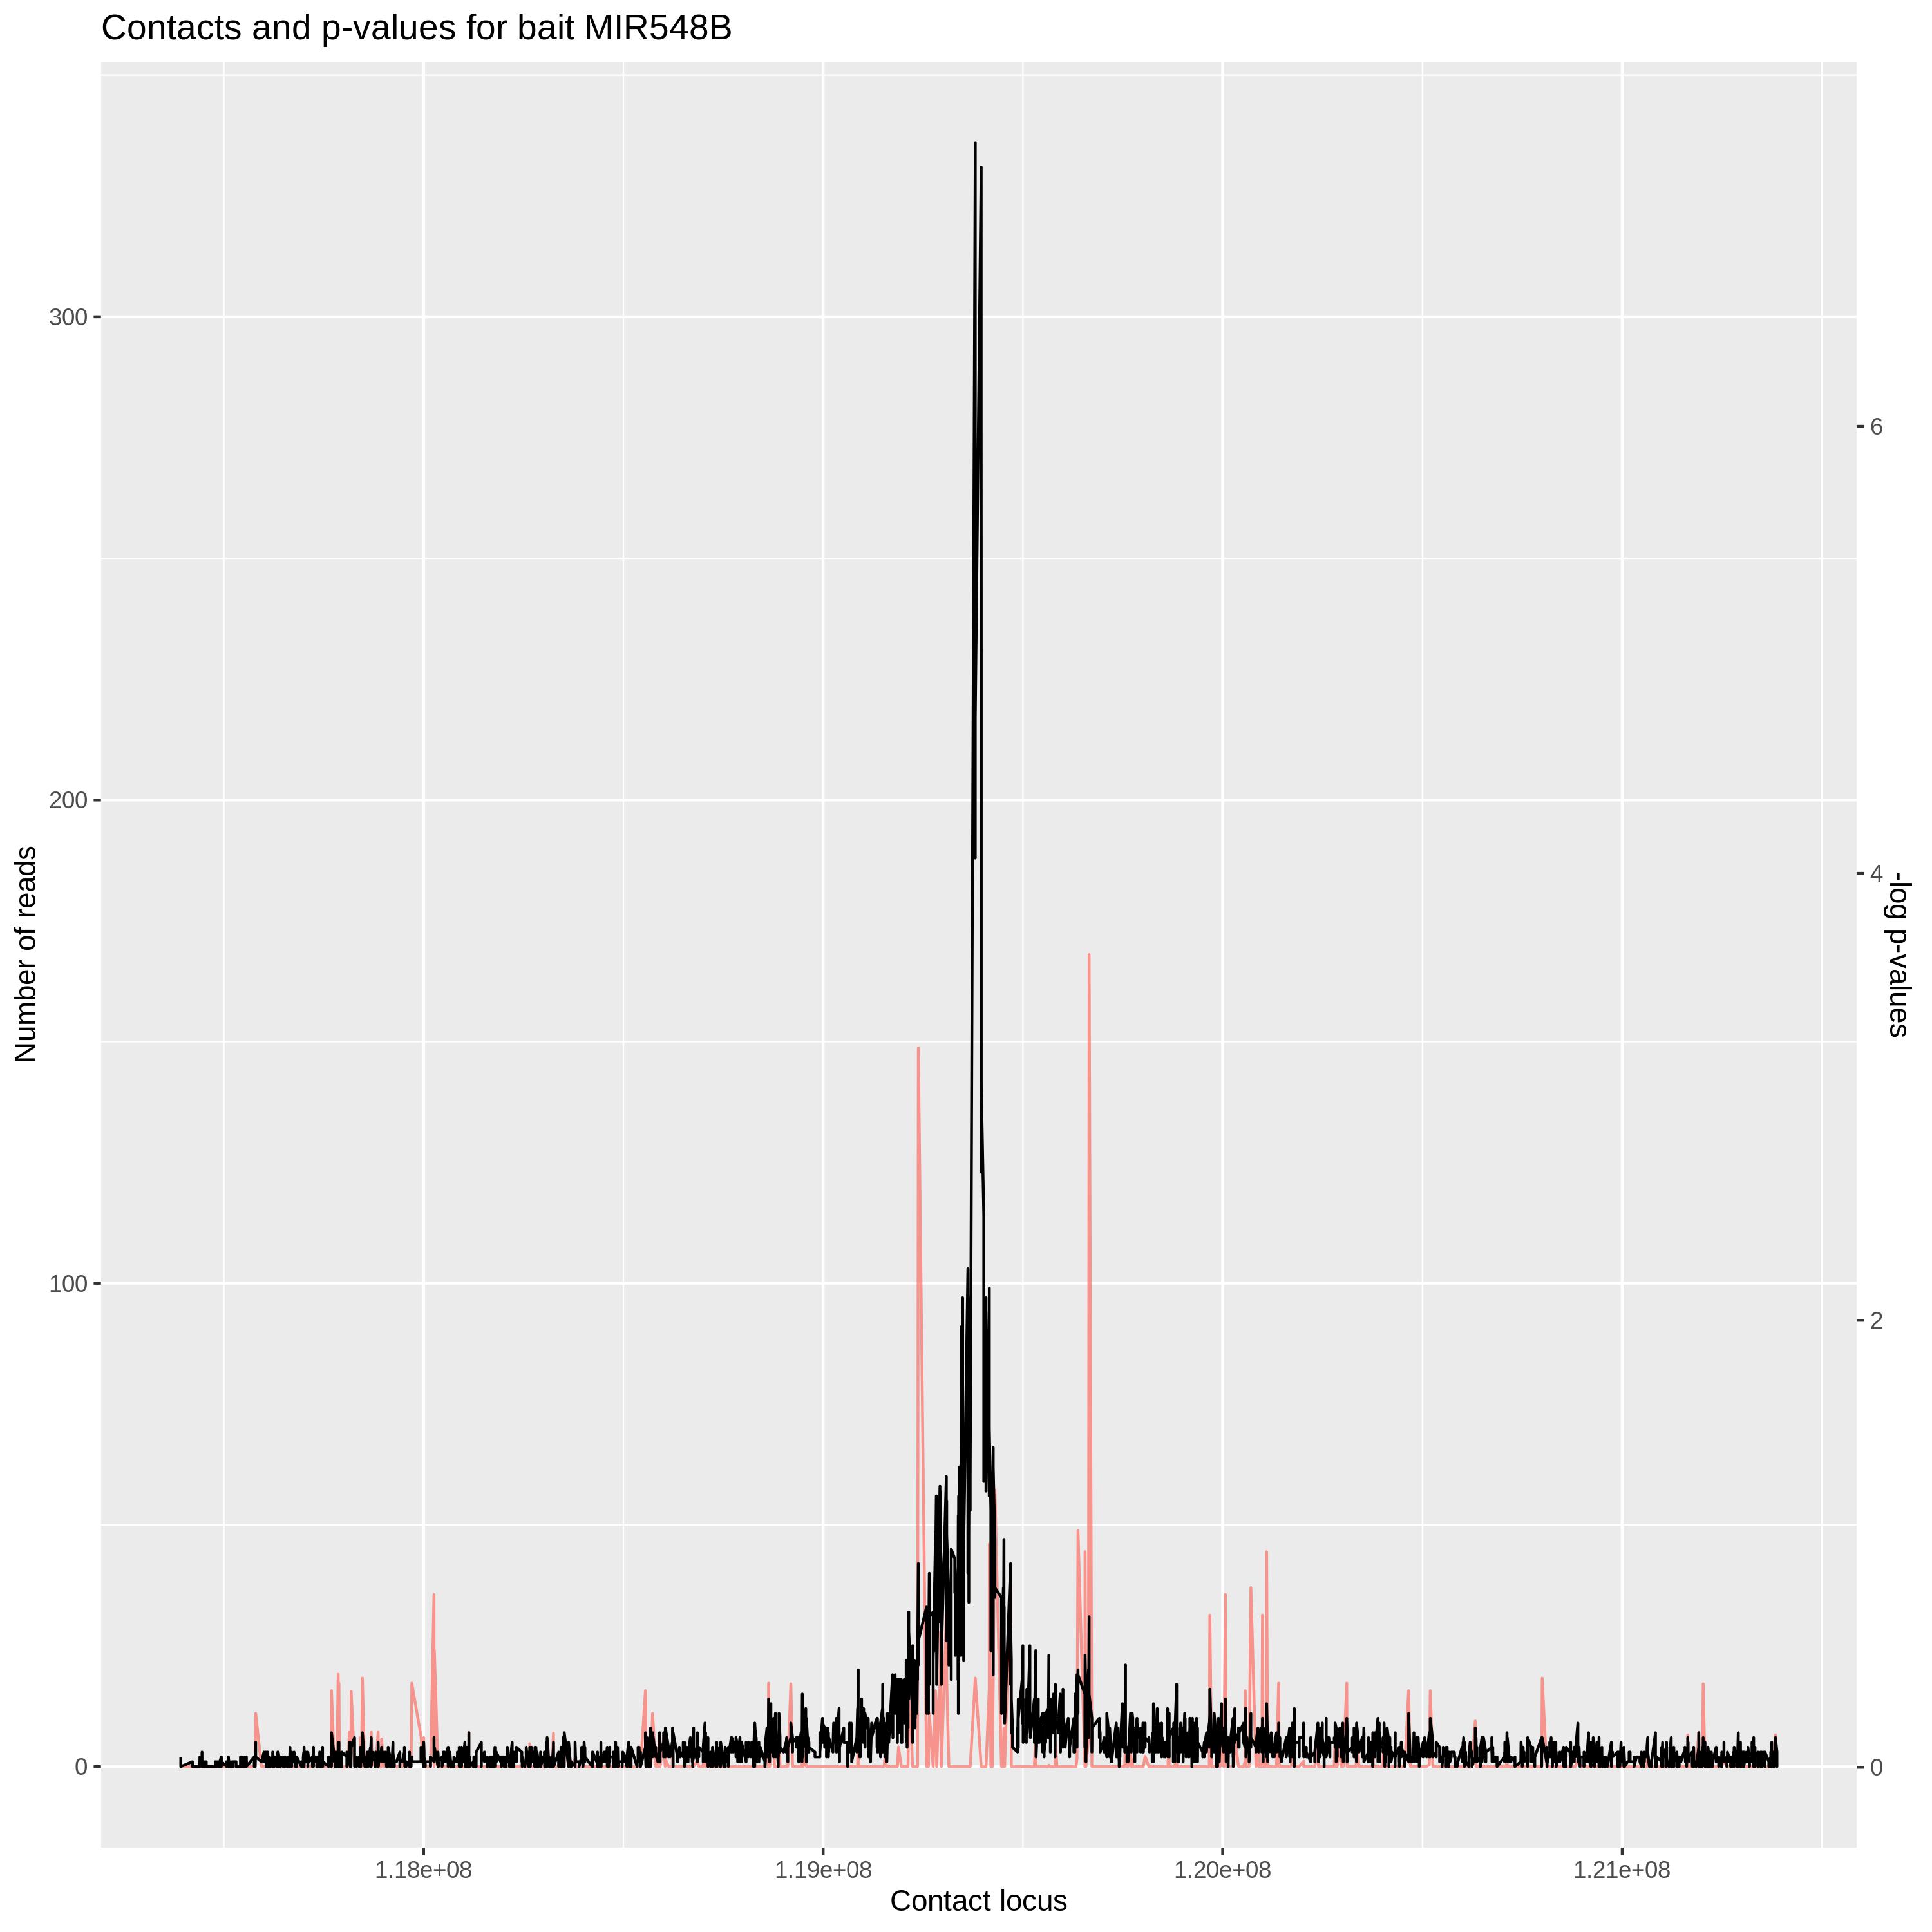 Contacts and p-values for bait MIR548B
Number of reads
300
200
100
0
6
4
2
0
-log p-values
1.18e+08
1.19e+08
1.20e+08
1.21e+08
Contact locus